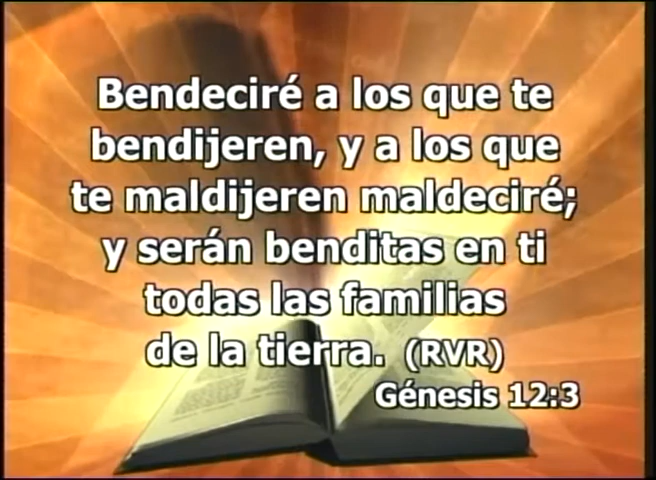 Bendeciré a los que te
bendijeren, y a los que
te maldijeren maldeciré;
y serán benditas en ti
todas las familias
de la tierra. (RVR)
Génesis 12:3